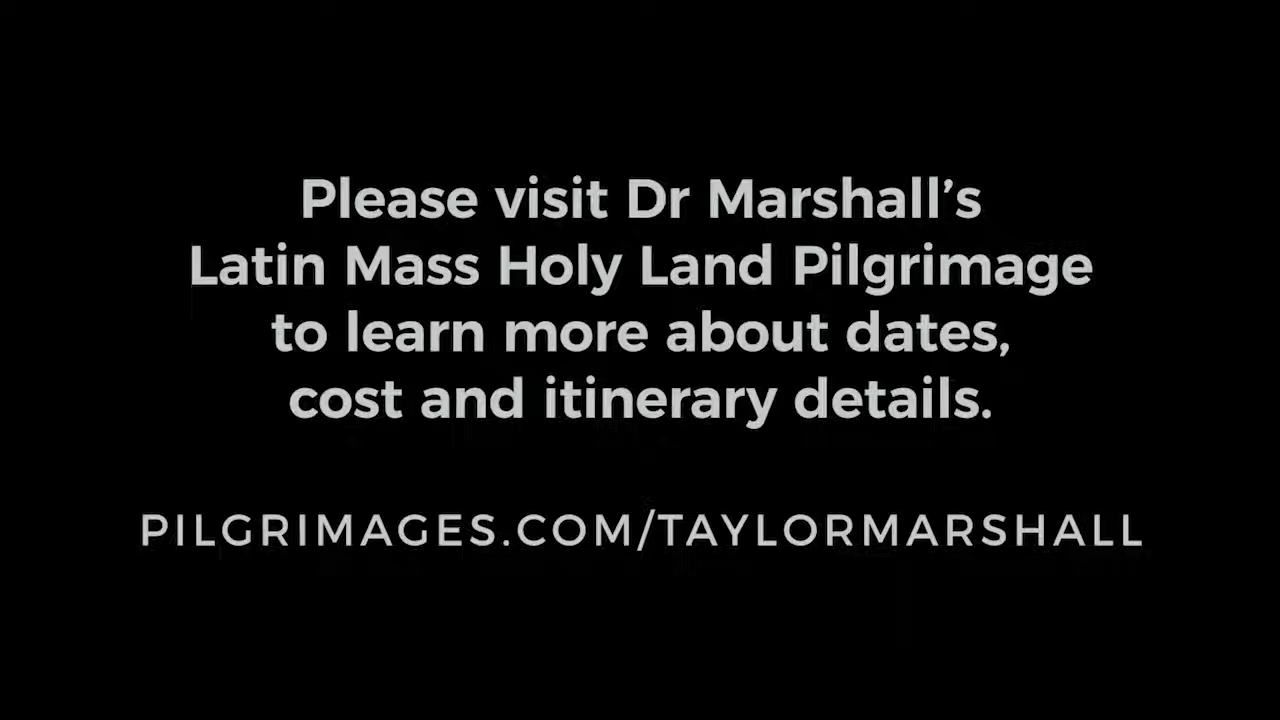 Please visit Dr Marshall’s
Latin Mass Holy Land Pilgrimage
to learn more about dates,
cost and itinerary details.
PILGRIMAGES.COM/TAYLORMARSHALL